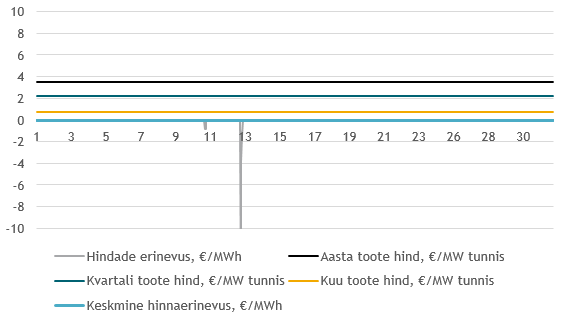 10
8
6
4
2
0
1 3 5 7 9 11 13 15 17 19 21 23 26 28 30
-2
-4
-6
-8
-10
Hindade erinevus, €/MWh Aasta toote hind, €/MW tunnis
Kvartali toote hind, €/MW tunnis Kuu toote hind, €/MW tunnis
Keskmine hinnaerinevus, €/MWh